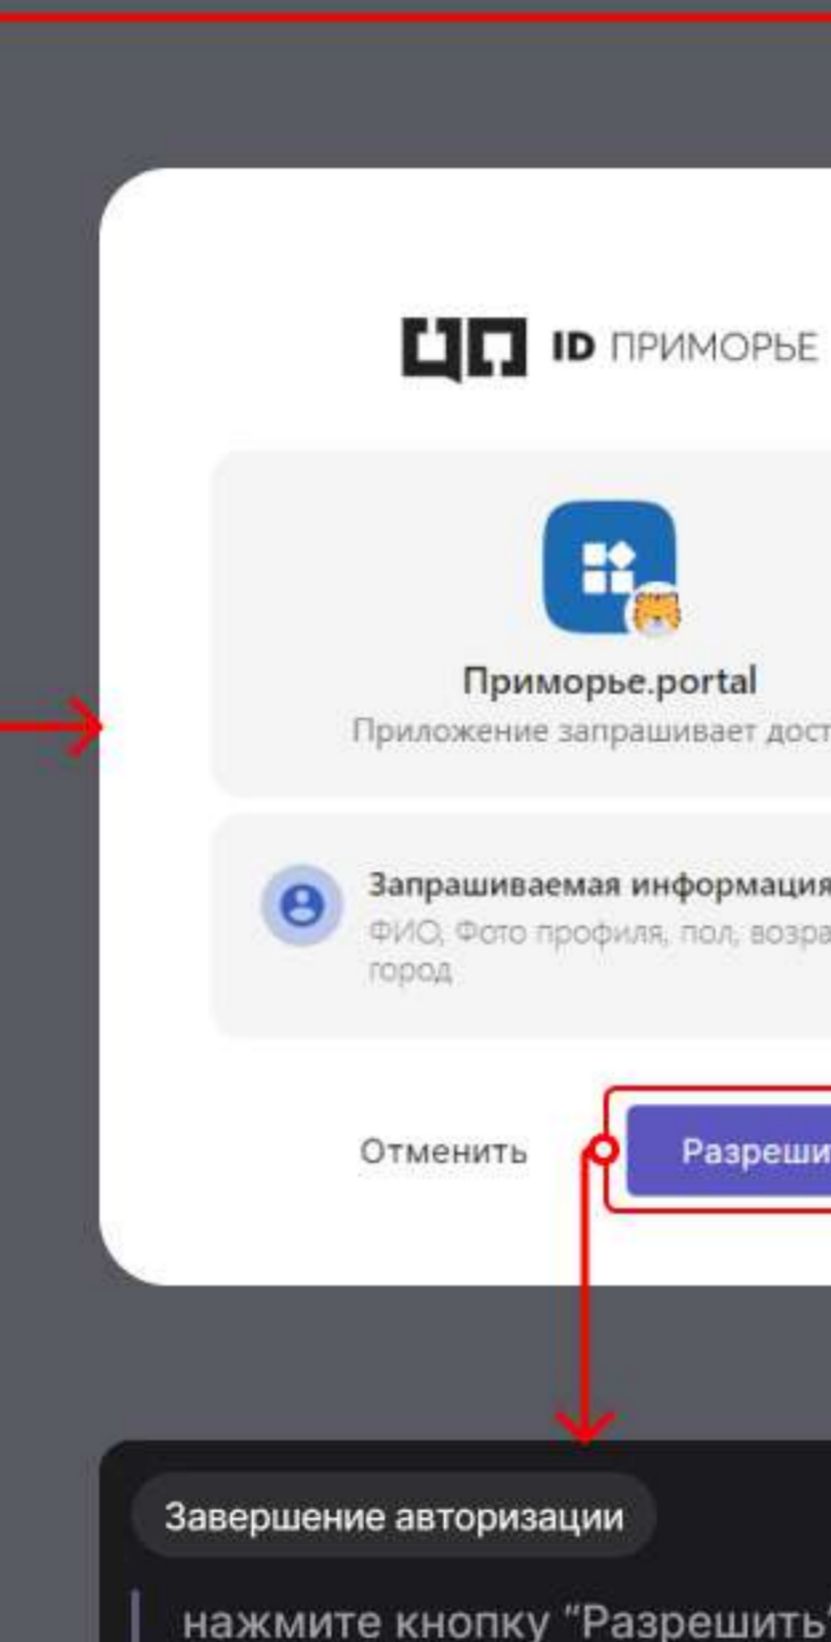 ID ПРИМОРЬЕ
Приморье.portal
Приложение запрашивает дост
Запрашиваемая информация
ФИО, Фото профиля, пол, возра
город
Отменить
Разреши
Завершение авторизации
нажмите кнопку “Разрешить”